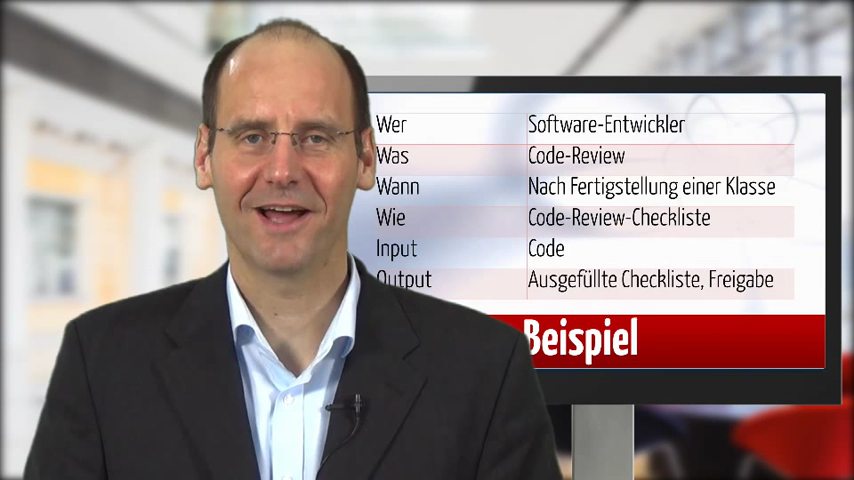 Wer Software-Entwickler
Was Code-Review
Wann Nach Fertigstellung einer Klasse
Wie Code-Review-Checkliste
Input Code
Output Ausgefüllte Checkliste, Freigabe
Beispiel